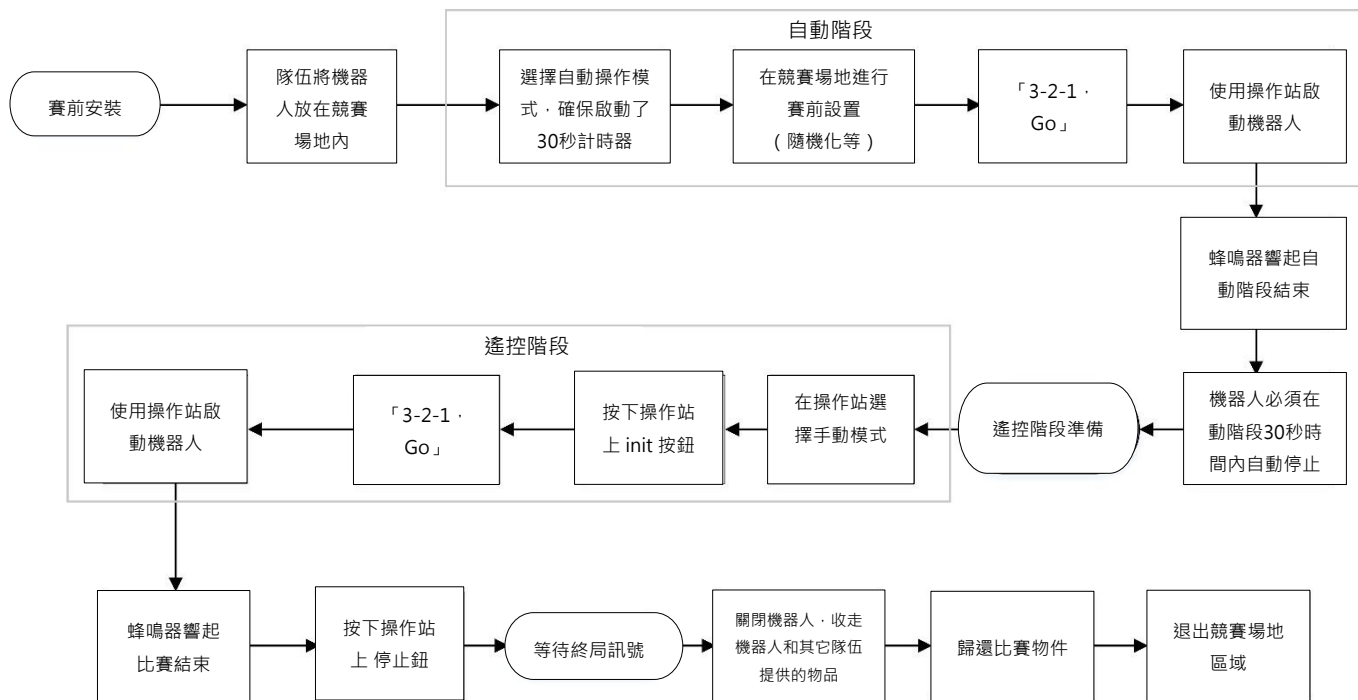 自動階段
賽前安裝
隊伍將機器
人放在競賽
場地內
選擇自動操作模
式，確保啟動了
30秒計時器
在競賽場地進行
賽前設置
（隨機化等）
「3-2-1，
Go」
使用操作站啟
動機器人
蜂鳴器響起自
動階段結束
機器人必須在
動階段30秒時
間內自動停止
遙控階段準備
遙控階段
在操作站選
擇手動模式
按下操作站
上 init 按鈕
「3-2-1，
Go」
使用操作站啟
動機器人
蜂鳴器響起
比賽結束
按下操作站
上 停止鈕
等待終局訊號
關閉機器人，收走
機器人和其它隊伍
提供的物品
歸還比賽物件
退出競賽場地
區域